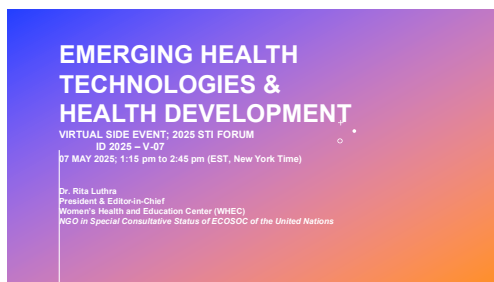 EMERGING HEALTH
TECHNOLOGIES &
HEALTH DEVELOPMENT
VIRTUAL SIDE EVENT; 2025 STI FORUM
ID 2025 – V-07
07 MAY 2025; 1:15 pm to 2:45 pm (EST, New York Time)
Dr. Rita Luthra
President & Editor-in-Chief
Women's Health and Education Center (WHEC)
NGO in Special Consultative Status of ECOSOC of the United Nations